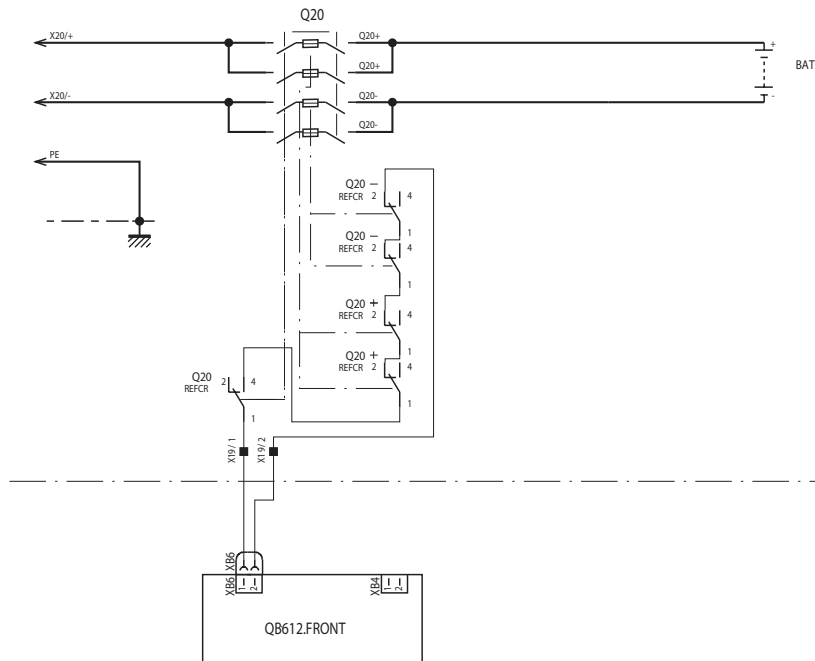 Q20
X20/+
Q20+
Q20+
+
BAT
X20/-
Q20-
-
Q20-
PE
Q20 −
REFCR 2 4
1
Q20 −
REFCR 2 4
1
Q20 +
REFCR 2 4
1
Q20 +
REFCR 2 4
1
Q20 2 4
REFCR
1
X19/1
X19/2
XB6
XB6
1 2
XB4
1 2
QB612.FRONT